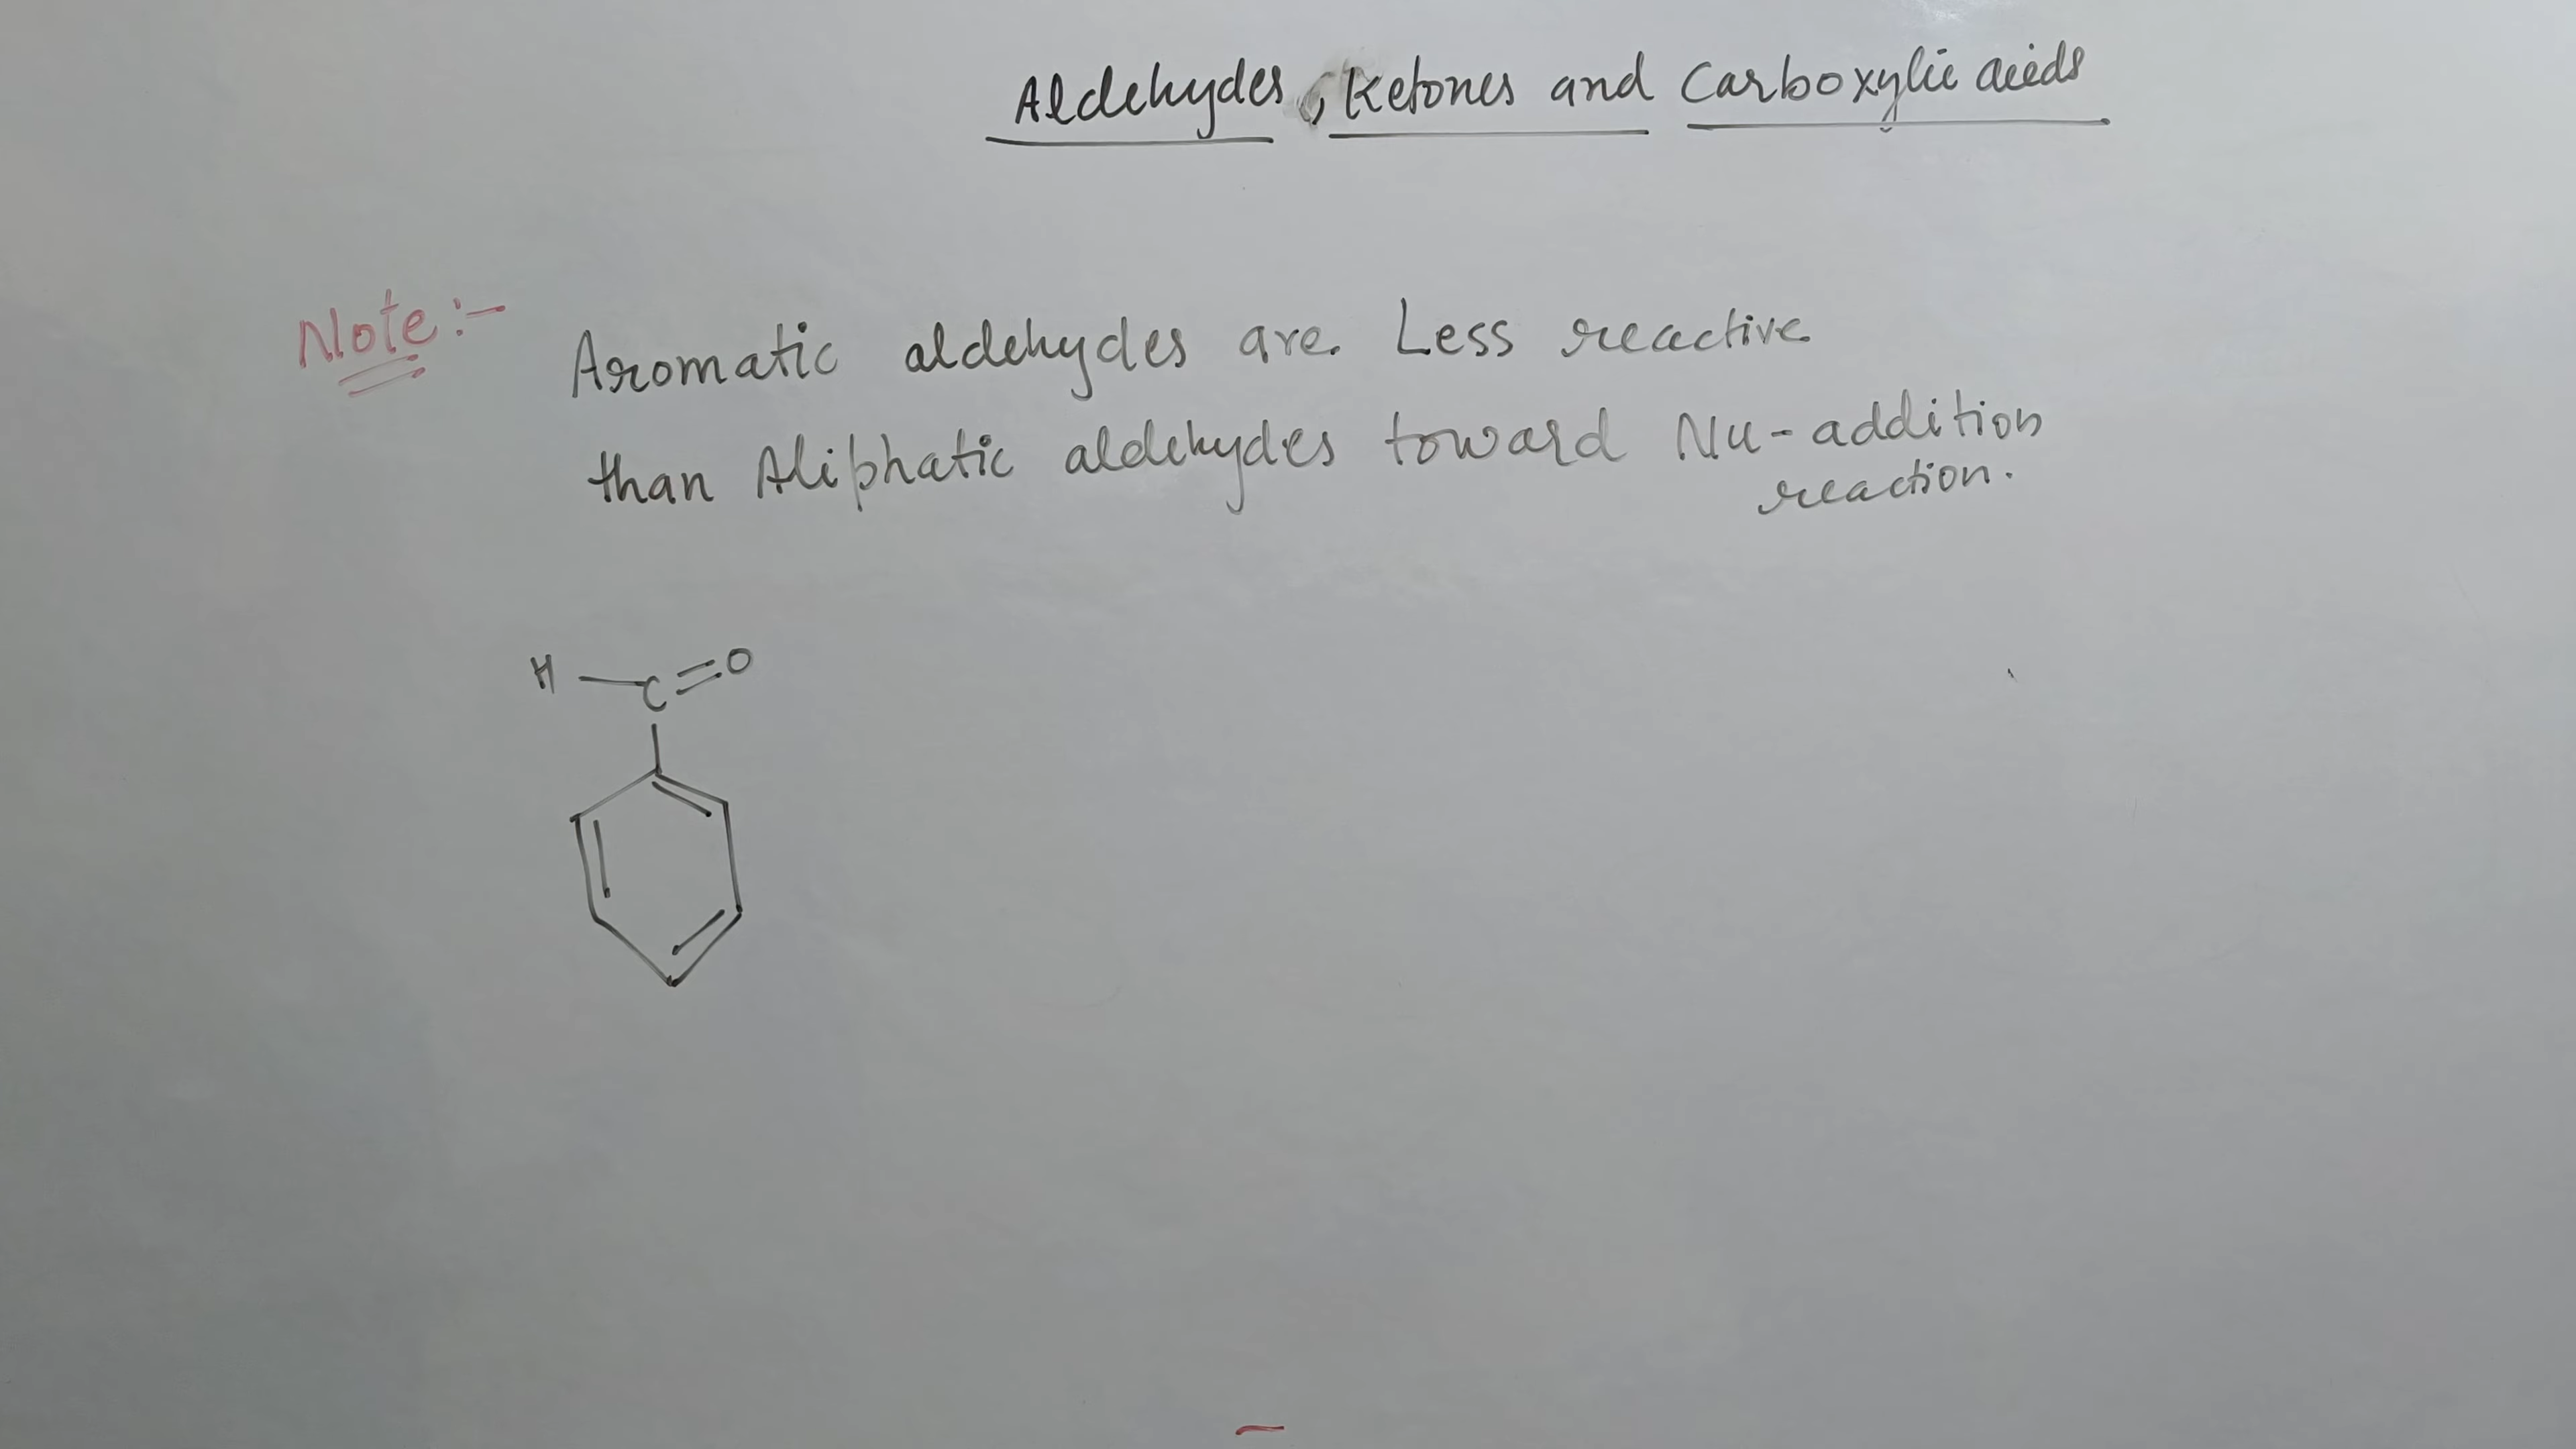 Aldehydes, Ketones and Carboxylic acids
Note:-
Aromatic aldehydes are Less reactive
than Aliphatic aldehydes toward Nu-addition
reaction.
H-C=O